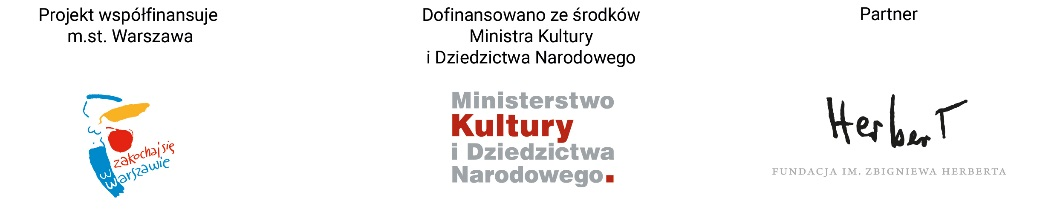 Projekt współfinansuje
m.st. Warszawa
zakochaj się
w warszawie
Dofinansowano ze środków
Ministra Kultury
i Dziedzictwa Narodowego
Ministerstwo
Kultury
i Dziedzictwa
Narodowego.
Partner
HerberT
FUNDACJA IM. ZBIGNIEWA HERBERTA